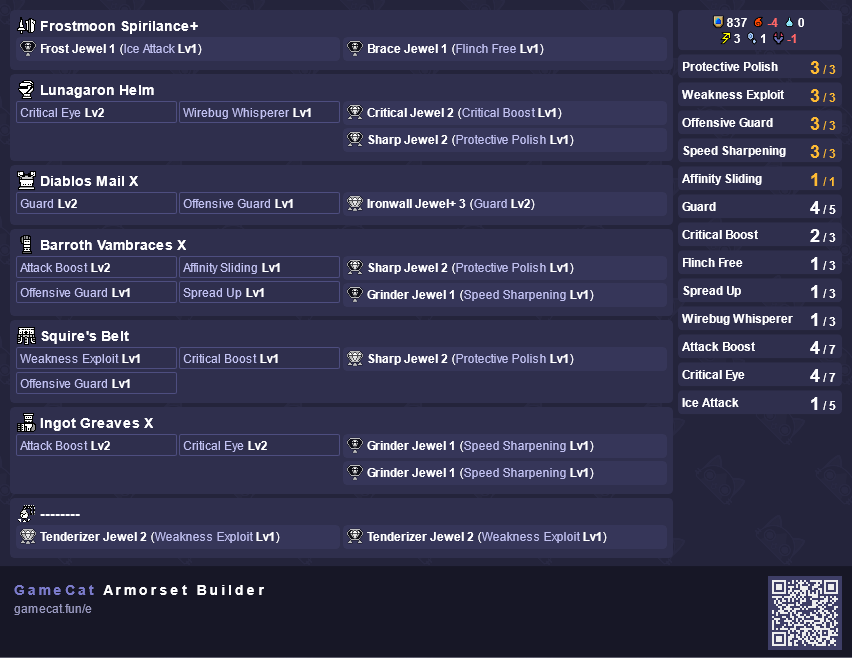 Frostmoon Spirilance+
Frost Jewel 1 (Ice Attack Lv1)
Brace Jewel 1 (Flinch Free Lv1)
Lunagaron Helm
Critical Eye Lv2
Wirebug Whisperer Lv1
Critical Jewel 2 (Critical Boost Lv1)
Sharp Jewel 2 (Protective Polish Lv1)
Diablos Mail X
Guard Lv2
Offensive Guard Lv1
Ironwall Jewel+ 3 (Guard Lv2)
Barroth Vambraces X
Attack Boost Lv2
Affinity Sliding Lv1
Sharp Jewel 2 (Protective Polish Lv1)
Offensive Guard Lv1
Spread Up Lv1
Grinder Jewel 1 (Speed Sharpening Lv1)
Squire's Belt
Weakness Exploit Lv1
Critical Boost Lv1
Sharp Jewel 2 (Protective Polish Lv1)
Offensive Guard Lv1
Ingot Greaves X
Attack Boost Lv2
Critical Eye Lv2
Grinder Jewel 1 (Speed Sharpening Lv1)
Grinder Jewel 1 (Speed Sharpening Lv1)
--------
Tenderizer Jewel 2 (Weakness Exploit Lv1)
Tenderizer Jewel 2 (Weakness Exploit Lv1)
837 -4 0
3 1 -1
Protective Polish 3 / 3
Weakness Exploit 3 / 3
Offensive Guard 3 / 3
Speed Sharpening 3 / 3
Affinity Sliding 1 / 1
Guard 4 / 5
Critical Boost 2 / 3
Flinch Free 1 / 3
Spread Up 1 / 3
Wirebug Whisperer 1 / 3
Attack Boost 4 / 7
Critical Eye 4 / 7
Ice Attack 1 / 5
GameCat Armorset Builder
gamecat.fun/e